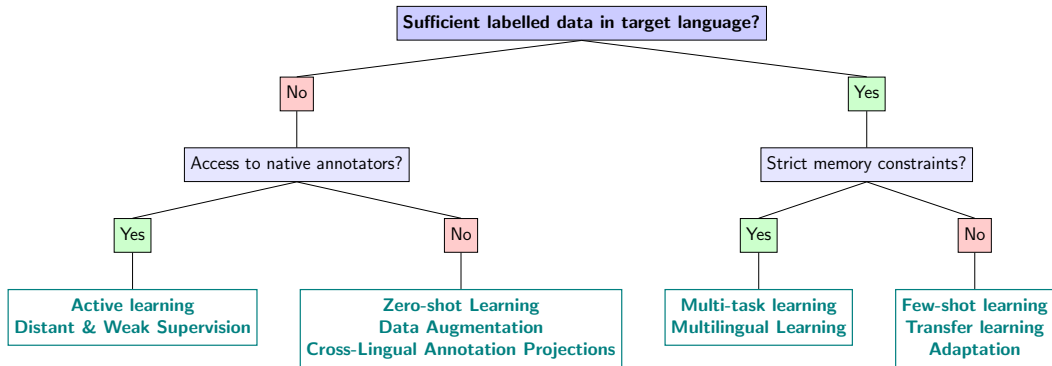 Sufficient labelled data in target language?
No
Yes
Access to native annotators?
Strict memory constraints?
Yes
No
Yes
No
Active learning
Distant & Weak Supervision
Zero-shot Learning
Data Augmentation
Cross-Lingual Annotation Projections
Multi-task learning
Multilingual Learning
Few-shot learning
Transfer learning
Adaptation